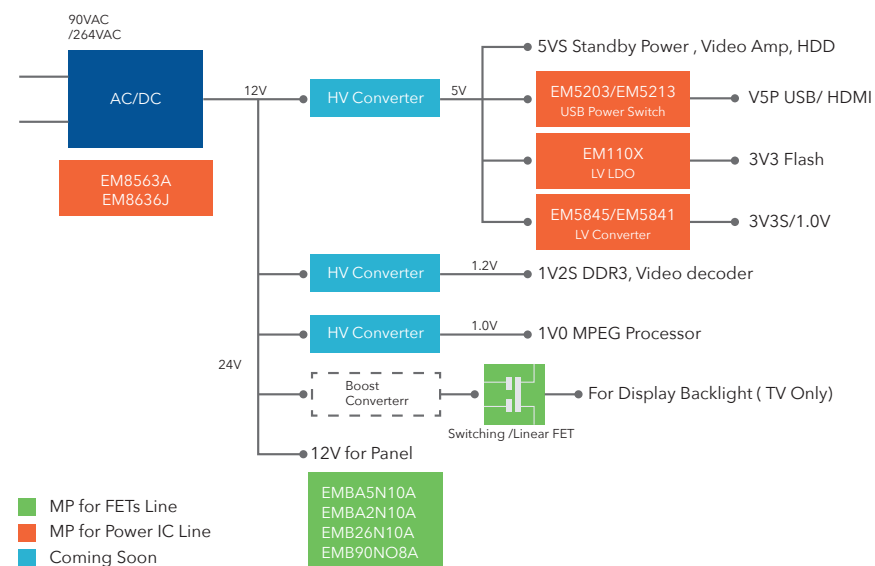 90VAC
/264VAC
AC/DC
EM8563A
EM8636J
12V
HV Converter
5V
5VS Standby Power , Video Amp, HDD
EM5203/EM5213
USB Power Switch
V5P USB/ HDMI
EM110X
LV LDO
3V3 Flash
EM5845/EM5841
LV Converter
3V3S/1.0V
HV Converter
1.2V
1V2S DDR3, Video decoder
HV Converter
1.0V
1V0 MPEG Processor
24V
Boost
Converterr
Switching /Linear FET
For Display Backlight ( TV Only)
12V for Panel
EMBA5N10A
EMBA2N10A
EMB26N10A
EMB90NO8A
MP for FETs Line
MP for Power IC Line
Coming Soon